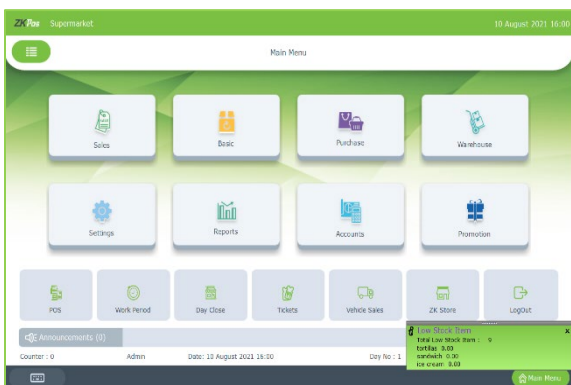 ZKPos Supermarket 10 August 2021 16:00
Main Menu
Sales Basic Purchase Warehouse
Settings Reports Accounts Promotion
POS Work Period Day Close Tickets Vehicle Sales ZK Store LogOut
Announcements (0)
Low Stock Item x
Total Low Stock Item : 9
tortillas 0.00
sandwich 0.00
ice cream 0.00
Counter : 0 Admin Date: 10 August 2021 16:00 Day No : 1
Main Menu